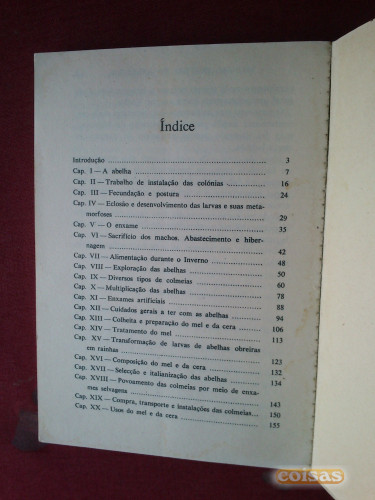 Índice
Introdução ........ 3
Cap. I — A abelha ........ 7
Cap. II — Trabalho de instalação das colónias ........ 16
Cap. III — Fecundação e postura ........ 24
Cap. IV — Eclosão e desenvolvimento das larvas e suas meta-
morfoses ........ 29
Cap. V — O enxame ........ 35
Cap. VI — Sacrifício dos machos. Abastecimento e hiber-
nagem ........ 42
Cap. VII — Alimentação durante o Inverno ........ 48
Cap. VIII — Exploração das abelhas ........ 50
Cap. IX — Diversos tipos de colmeias ........ 60
Cap. X — Multiplicação das abelhas ........ 78
Cap. XI — Enxames artificiais ........ 88
Cap. XII — Cuidados gerais a ter com as abelhas ........ 94
Cap. XIII — Colheita e preparação do mel e da cera ........ 106
Cap. XIV — Tratamento do mel ........ 113
Cap. XV — Transformação de larvas de abelhas obreiras
em rainhas ........ 123
Cap. XVI — Composição do mel e da cera ........ 132
Cap. XVII — Selecção e italianização das abelhas ........ 134
Cap. XVIII — Povoamento das colmeias por meio de enxa-
mes selvagens ........ 143
Cap. XIX — Compra, transporte e instalações das colmeias... 150
Cap. XX — Usos do mel e da cera ........ 155
coisas